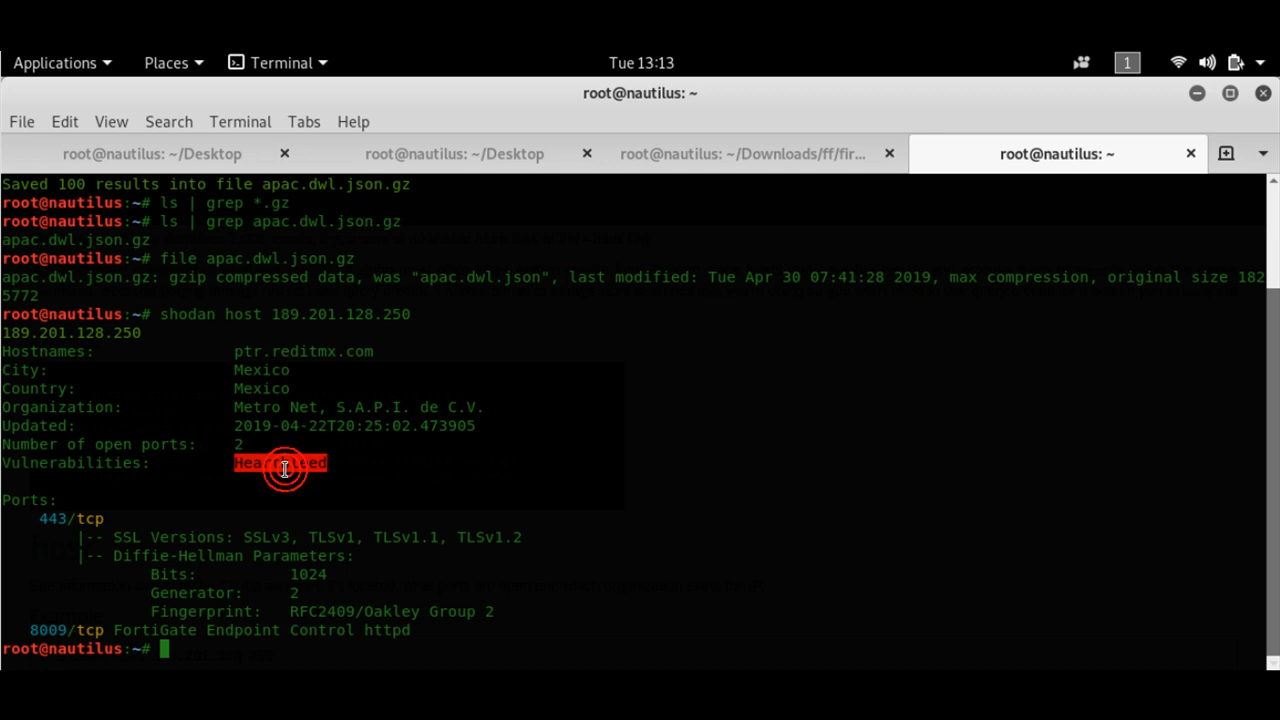 Applications Places Terminal Tue 13:13 1
root@nautilus: ~
File Edit View Search Terminal Tabs Help
root@nautilus: ~/Desktop root@nautilus: ~/Desktop root@nautilus: ~/Downloads/ff/fir... root@nautilus: ~
Saved 100 results into file apac.dwl.json.gz
root@nautilus:~# ls | grep *.gz
root@nautilus:~# ls | grep apac.dwl.json.gz
apac.dwl.json.gz
root@nautilus:~# file apac.dwl.json.gz
apac.dwl.json.gz: gzip compressed data, was "apac.dwl.json", last modified: Tue Apr 30 07:41:28 2019, max compression, original size 182
5772
root@nautilus:~# shodan host 189.201.128.250
189.201.128.250
Hostnames: ptr.reditmx.com
City: Mexico
Country: Mexico
Organization: Metro Net, S.A.P.I. de C.V.
Updated: 2019-04-22T20:25:02.473905
Number of open ports: 2
Vulnerabilities: Heartbleed
Ports:
443/tcp
|-- SSL Versions: SSLv3, TLSv1, TLSv1.1, TLSv1.2
|-- Diffie-Hellman Parameters:
Bits: 1024
Generator: 2
Fingerprint: RFC2409/Oakley Group 2
8009/tcp FortiGate Endpoint Control httpd
root@nautilus:~#